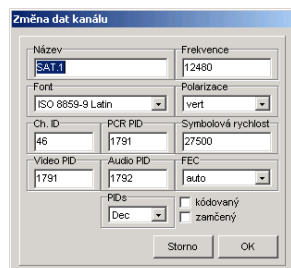 Změna dat kanálu
Název Frekvence
SAT.1 12480
Font Polarizace
ISO 8859-9 Latin vert
Ch. ID PCR PID Symbolová rychlost
46 1791 27500
Video PID Audio PID FEC
1791 1792 auto
PIDs
Dec kódovaný
zamčený
Storno OK